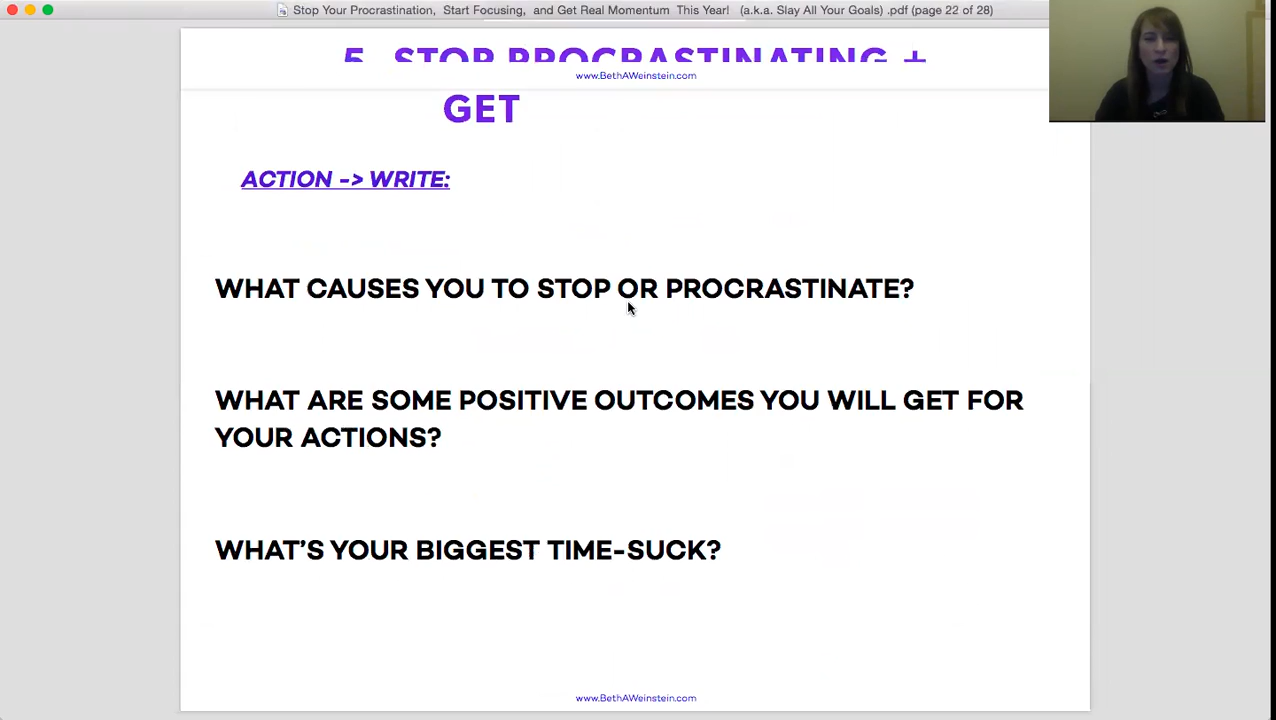 Stop Your Procrastination, Start Focusing, and Get Real Momentum This Year! (a.k.a. Slay All Your Goals) .pdf (page 22 of 28)
5. STOP PROCRASTINATING +
www.BethAWeinstein.com
GET
ACTION -> WRITE:
WHAT CAUSES YOU TO STOP OR PROCRASTINATE?
WHAT ARE SOME POSITIVE OUTCOMES YOU WILL GET FOR
YOUR ACTIONS?
WHAT'S YOUR BIGGEST TIME-SUCK?
www.BethAWeinstein.com